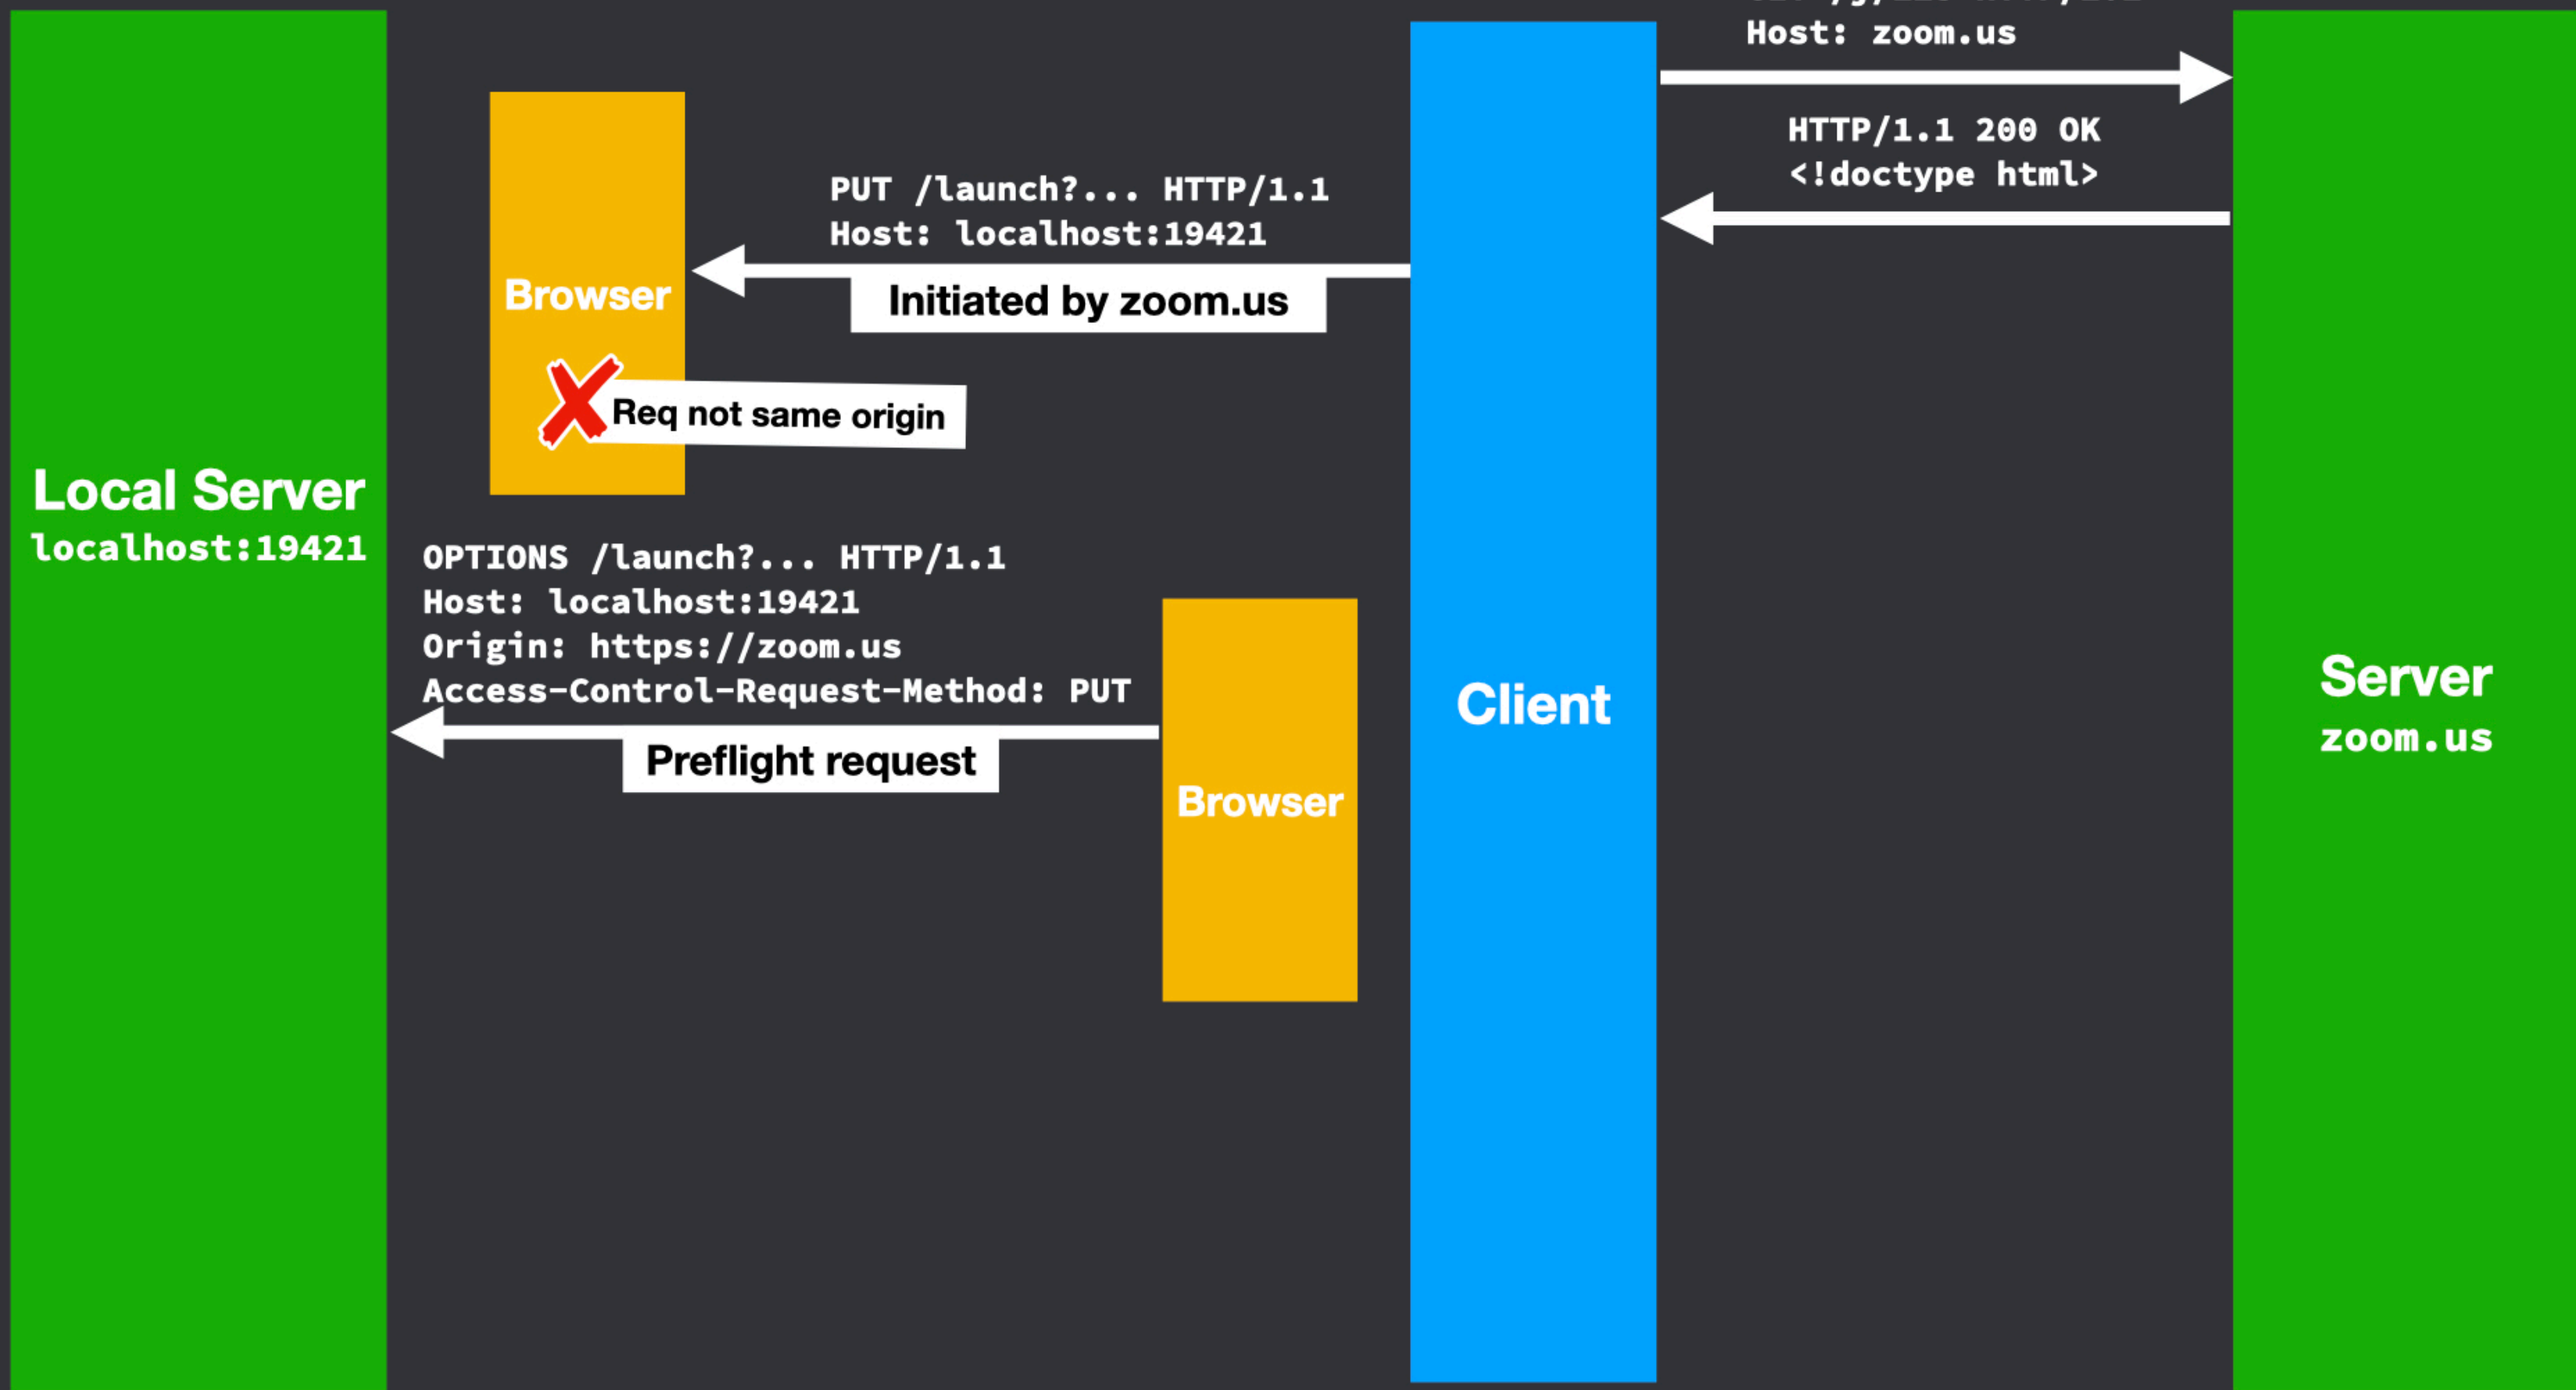 Host: zoom.us
HTTP/1.1 200 OK
<!doctype html>
PUT /launch?... HTTP/1.1
Host: localhost:19421
Initiated by zoom.us
Browser
Req not same origin
Local Server
localhost:19421
OPTIONS /launch?... HTTP/1.1
Host: localhost:19421
Origin: https://zoom.us
Access-Control-Request-Method: PUT
Preflight request
Browser
Client
Server
zoom.us